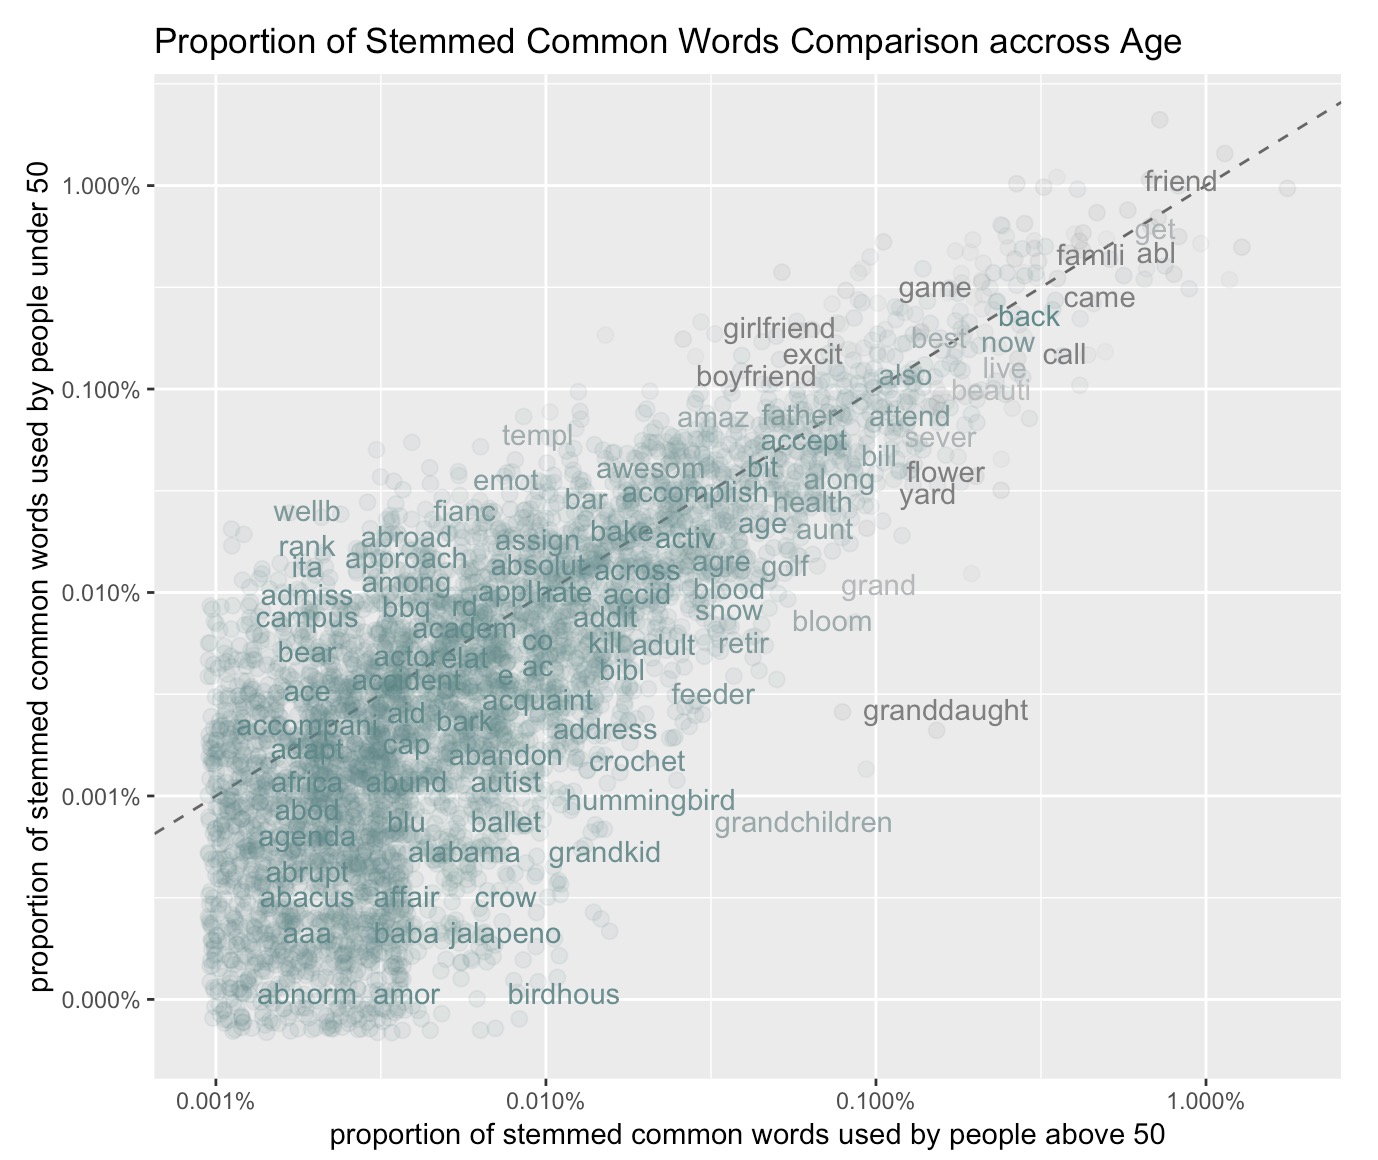 Proportion of Stemmed Common Words Comparison accross Age
proportion of stemmed common words used by people under 50
1.000%
0.100%
0.010%
0.001%
0.000%
friend
get
famili abl
game
came
back
girlfriend
best now
excit
call
live
boyfriend
also
beauti
amaz father attend
templ
accept
sever
bill
awesom
bit
flower
emot
along
accomplish
yard
bar
health
wellb
fianc
age aunt
abroad
assign
bake activ
rank
approach
absolut
across
agre golf
ita
among
grand
appl hate
accid
blood
admiss
bbq rd
snow
campus
addit
bloom
academ
co
kill adult retir
bear
actor elat
ac
bibl
accident
e
ace
acquaint
feeder
aid
bark
granddaught
accompani
address
adapt
cap
abandon
crochet
africa abund autist
hummingbird
abod
blu ballet
grandchildren
agenda
alabama grandkid
abrupt
abacus affair crow
aaa baba jalapeno
abnorm amor birdhous
0.001%
0.010%
0.100%
1.000%
proportion of stemmed common words used by people above 50